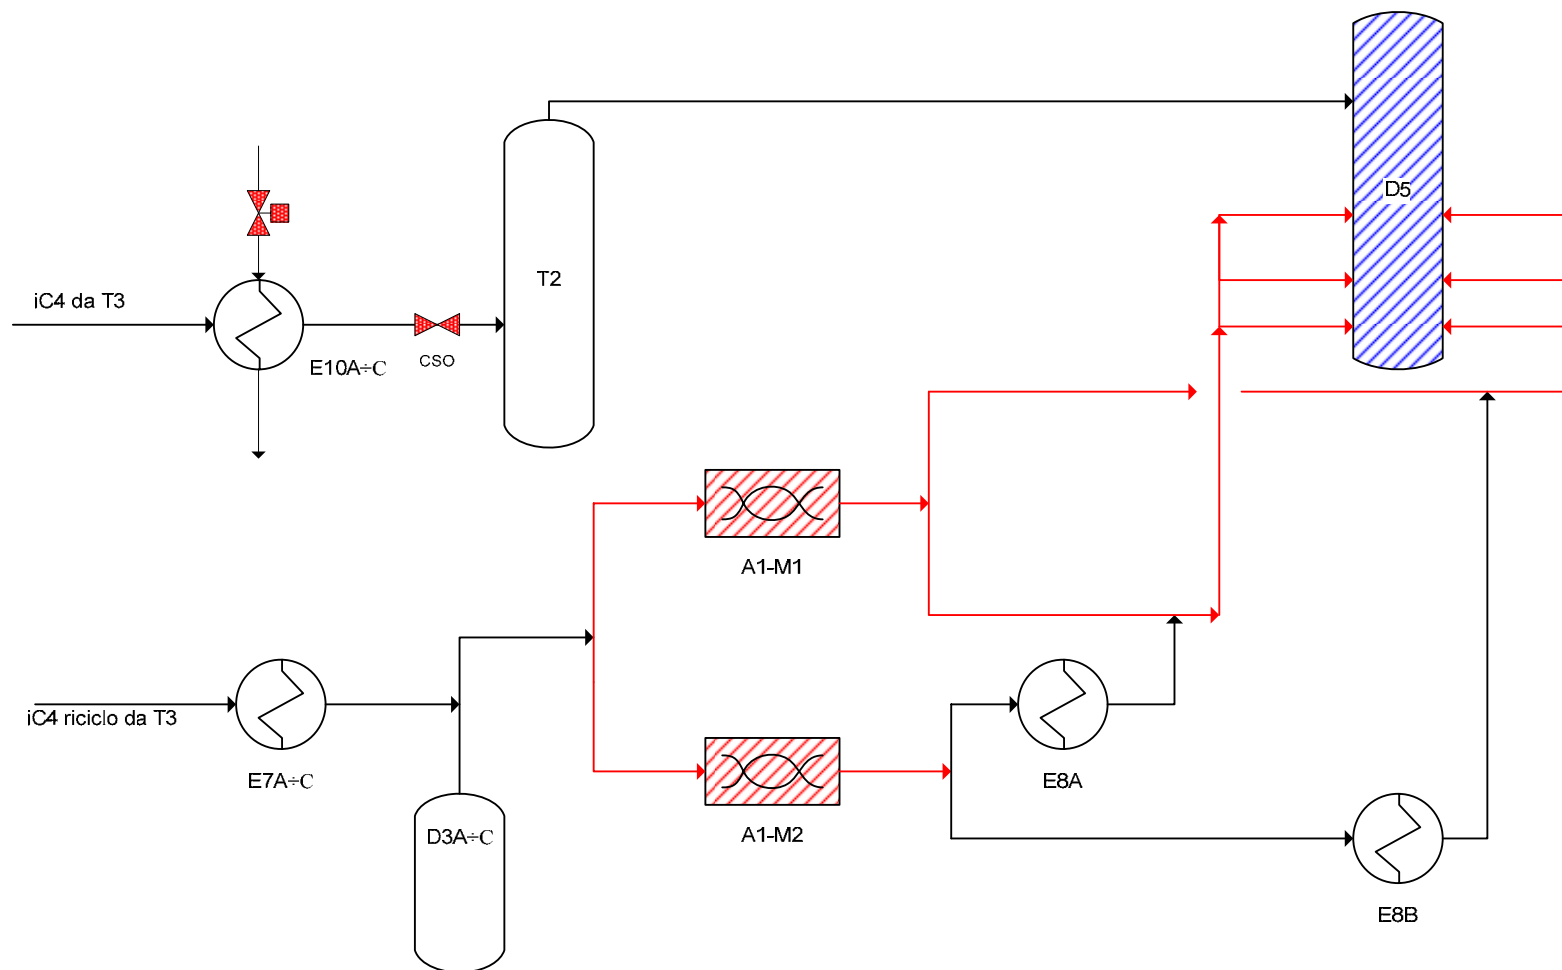 D5
T2
iC4 da T3
E10A÷C
CSO
A1-M1
iC4 riciclo da T3
E7A÷C
E8A
D3A÷C
A1-M2
E8B